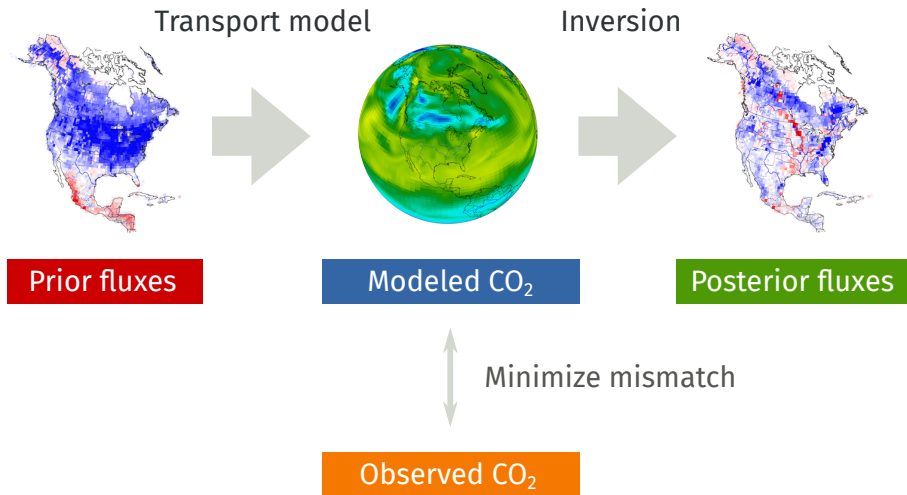 Transport model
Inversion
Prior fluxes
Modeled CO₂
Posterior fluxes
Minimize mismatch
Observed CO₂